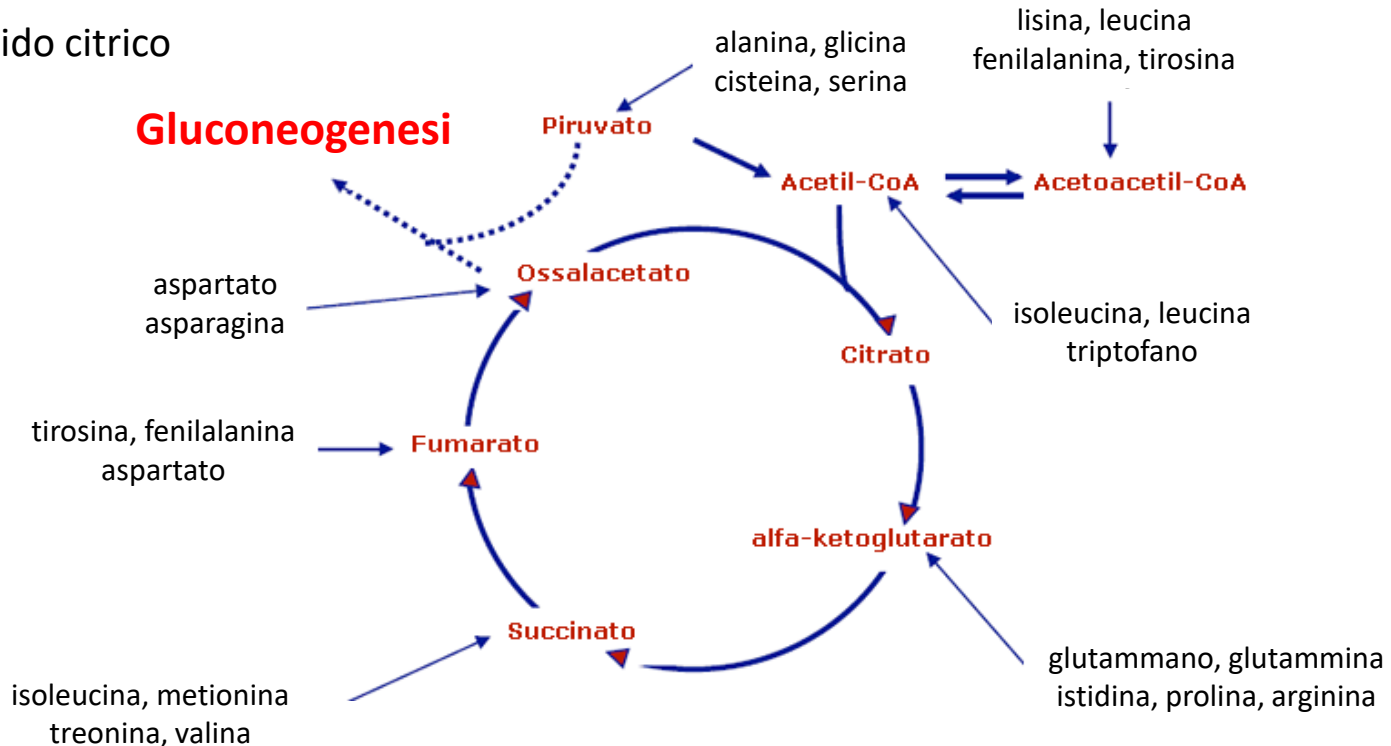 ido citrico
alanina, glicina
cisteina, serina
lisina, leucina
fenilalanina, tirosina
Gluconeogenesi
Piruvato
Acetil-CoA
Acetoacetil-CoA
Ossalacetato
aspartato
asparagina
isoleucina, leucina
triptofano
Citrato
tirosina, fenilalanina
aspartato
Fumarato
alfa-ketoglutarato
Succinato
glutammano, glutammina
istidina, prolina, arginina
isoleucina, metionina
treonina, valina